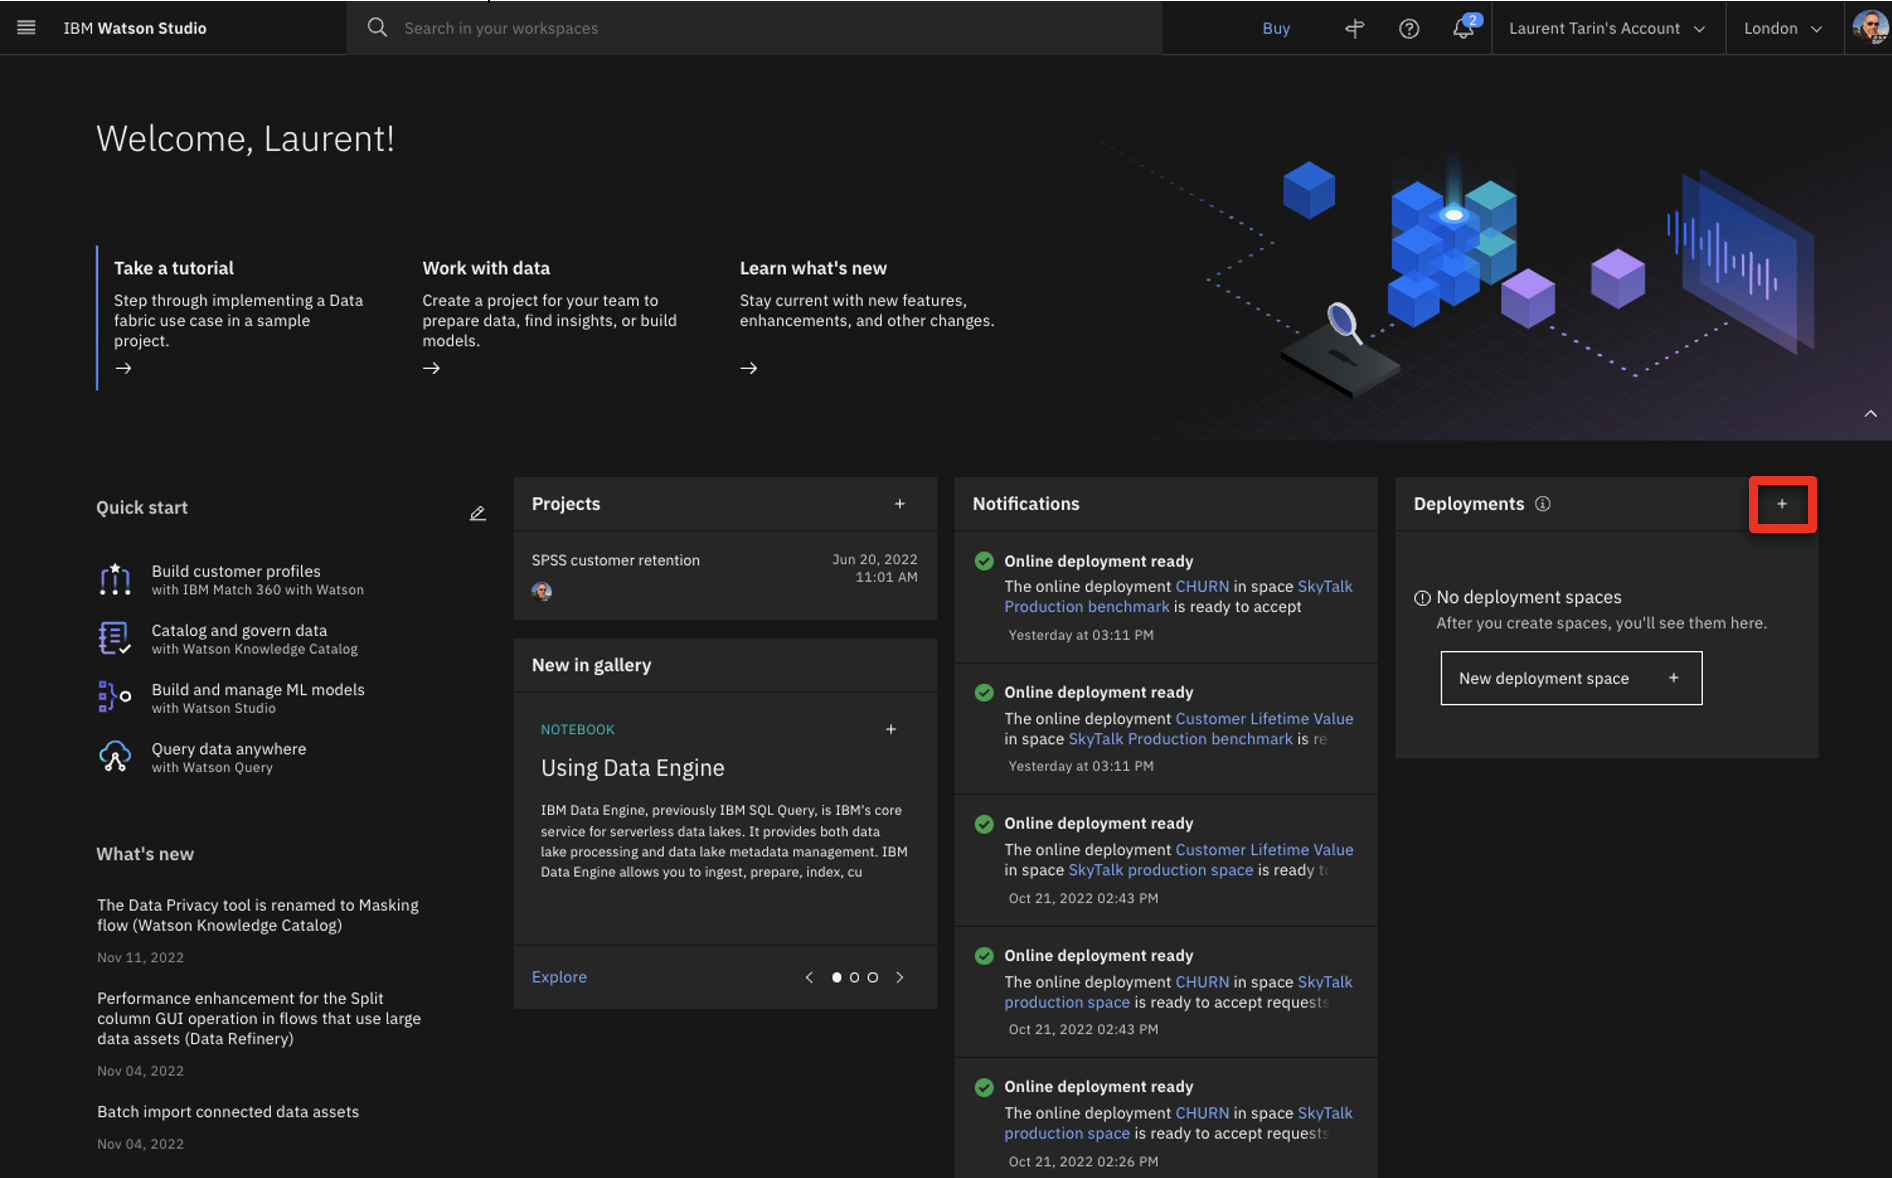 IBM Watson Studio
Search in your workspaces
Buy
2
Laurent Tarin's Account
London
Welcome, Laurent!
Take a tutorial
Step through implementing a Data
fabric use case in a sample
project.
Work with data
Create a project for your team to
prepare data, find insights, or build
models.
Learn what's new
Stay current with new features,
enhancements, and other changes.
Quick start
Build customer profiles
with IBM Match 360 with Watson
Catalog and govern data
with Watson Knowledge Catalog
Build and manage ML models
with Watson Studio
Query data anywhere
with Watson Query
What's new
The Data Privacy tool is renamed to Masking
flow (Watson Knowledge Catalog)
Nov 11, 2022
Performance enhancement for the Split
column GUI operation in flows that use large
data assets (Data Refinery)
Nov 04, 2022
Batch import connected data assets
Nov 04, 2022
Projects
SPSS customer retention
Jun 20, 2022
11:01 AM
New in gallery
NOTEBOOK
Using Data Engine
IBM Data Engine, previously IBM SQL Query, is IBM's core
service for serverless data lakes. It provides both data
lake processing and data lake metadata management. IBM
Data Engine allows you to ingest, prepare, index, cu
Explore
Notifications
Online deployment ready
The online deployment CHURN in space SkyTalk
Production benchmark is ready to accept
Yesterday at 03:11 PM
Online deployment ready
The online deployment Customer Lifetime Value
in space SkyTalk Production benchmark is re
Yesterday at 03:11 PM
Online deployment ready
The online deployment Customer Lifetime Value
in space SkyTalk production space is ready to
Oct 21, 2022 02:43 PM
Online deployment ready
The online deployment CHURN in space SkyTalk
production space is ready to accept requests
Oct 21, 2022 02:43 PM
Online deployment ready
The online deployment CHURN in space SkyTalk
production space is ready to accept requests
Oct 21, 2022 02:26 PM
Deployments
No deployment spaces
After you create spaces, you'll see them here.
New deployment space +